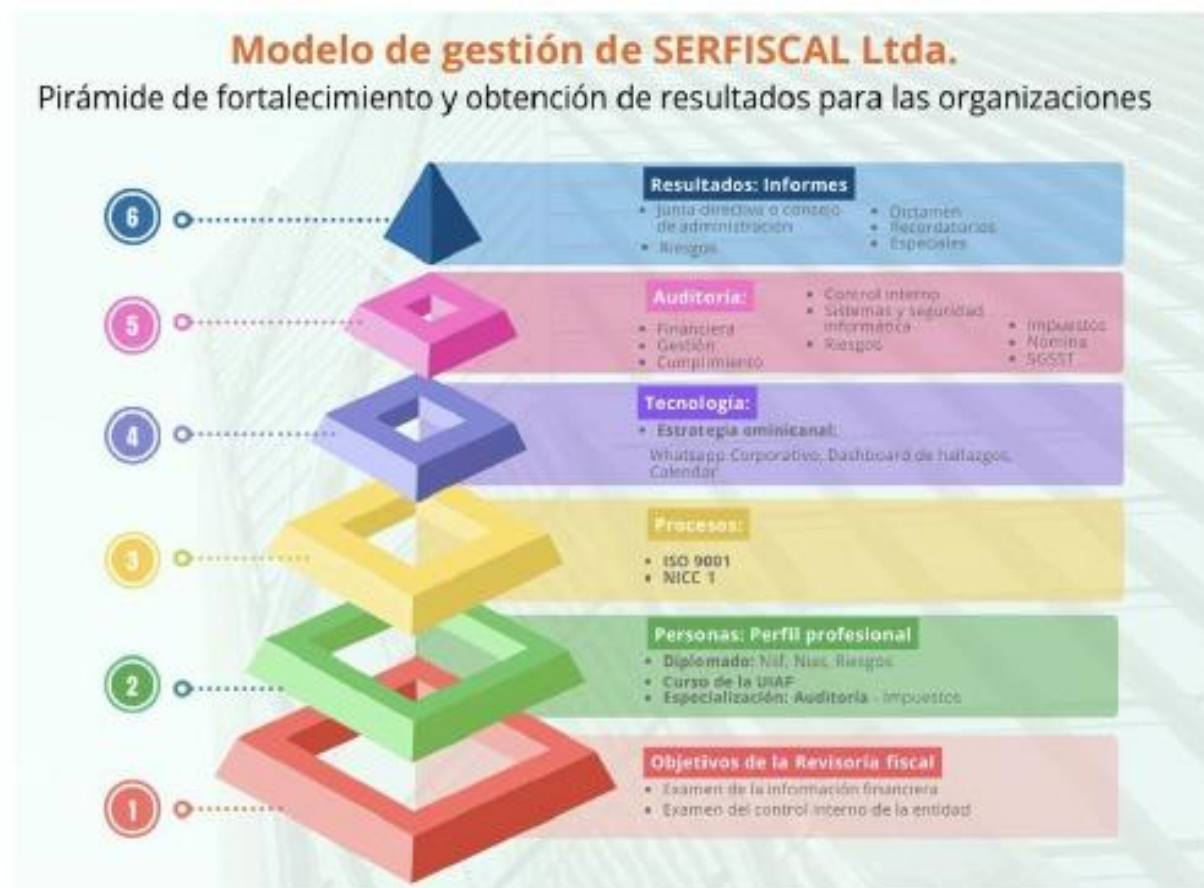 Modelo de gestión de SERFISCAL Ltda.
Pirámide de fortalecimiento y obtención de resultados para las organizaciones
6
Resultados: Informes
• Junta directiva o consejo
de administración
• Riesgos
• Dictamen
• Recordatorios
• Especiales
5
Auditoría:
• Financiera
• Gestión
• Cumplimiento
• Control interno
• Sistemas y seguridad
informática
• Riesgos
• Impuestos
• Nómina
• SGSST
4
Tecnología:
• Estrategia ominicanal:
Whatsapp Corporativo, Dashboard de hallazgos,
Calendar
3
Procesos:
• ISO 9001
• NICC 1
2
Personas: Perfil profesional
• Diplomado: Niif, Nias, Riesgos
• Curso de la UIAF
• Especialización: Auditoría - Impuestos
1
Objetivos de la Revisoría fiscal
• Examen de la información financiera
• Examen del control interno de la entidad